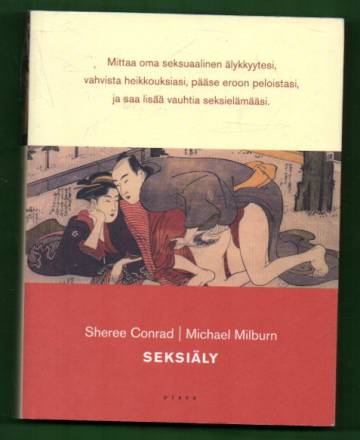 Mittaa oma seksuaalinen älykkyytesi,
vahvista heikkouksiasi, pääse eroon peloistasi,
ja saa lisää vauhtia seksielämääsi.
Sheree Conrad | Michael Milburn
SEKSIÄLY